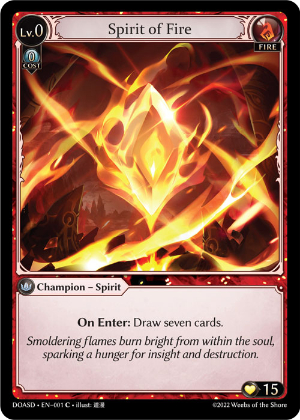 Lv.0
Spirit of Fire
FIRE
0
COST
Champion – Spirit
On Enter: Draw seven cards.
Smoldering flames burn bright from within the soul,
sparking a hunger for insight and destruction.
15
DOASD • EN-001 C • illust:
©2022 Weebs of the Shore